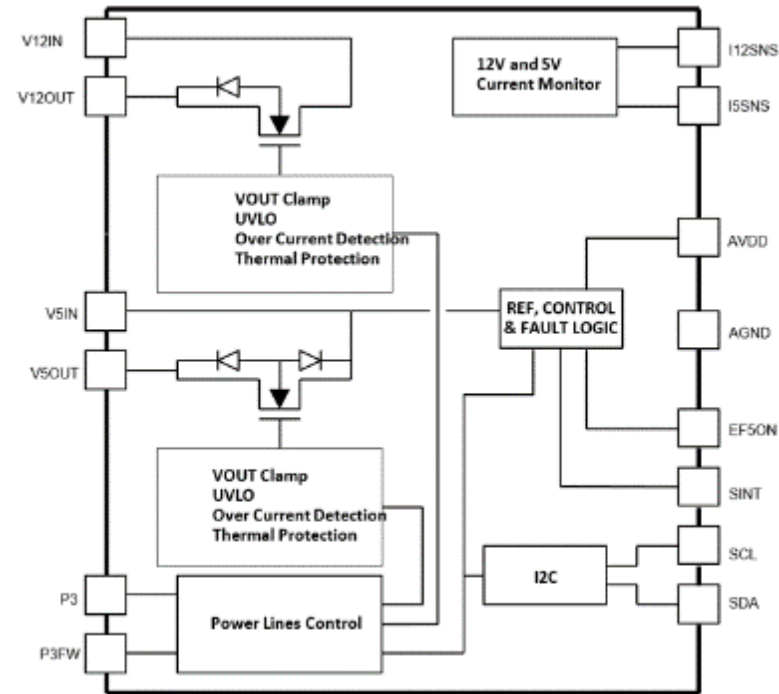 V12IN
V12OUT
12V and 5V
Current Monitor
I12SNS
I5SNS
VOUT Clamp
UVLO
Over Current Detection
Thermal Protection
AVDD
V5IN
REF, CONTROL
& FAULT LOGIC
AGND
V5OUT
EF5ON
VOUT Clamp
UVLO
Over Current Detection
Thermal Protection
SINT
SCL
I2C
SDA
P3
Power Lines Control
P3FW